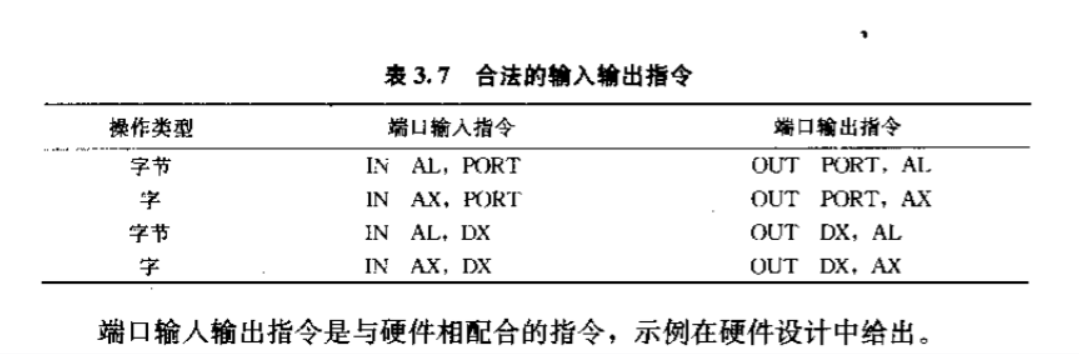 表 3.7 合法的输入输出指令
操作类型 端口输入指令 端口输出指令
字节 IN AL, PORT OUT PORT, AL
字 IN AX, PORT OUT PORT, AX
字节 IN AL, DX OUT DX, AL
字 IN AX, DX OUT DX, AX
端口输入输出指令是与硬件相配合的指令，示例在硬件设计中给出。